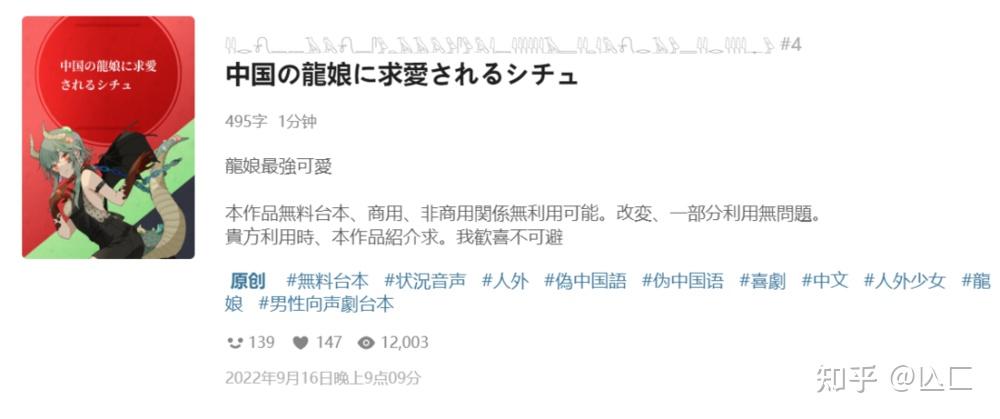 中国の龍娘に求愛
されるシチュ
#4
中国の龍娘に求愛されるシチュ
495字 1分钟
龍娘最強可愛
本作品無料台本、商用、非商用関係無利用可能。改変、一部分利用無問題。
貴方利用時、本作品紹介求。我歓喜不可避
原创 #無料台本 #状況音声 #人外 #偽中国語 #伪中国语 #喜劇 #中文 #人外少女 #龍
娘 #男性向声劇台本
139 147 12,003
2022年9月16日晚上9点09分
知乎 @亾匚